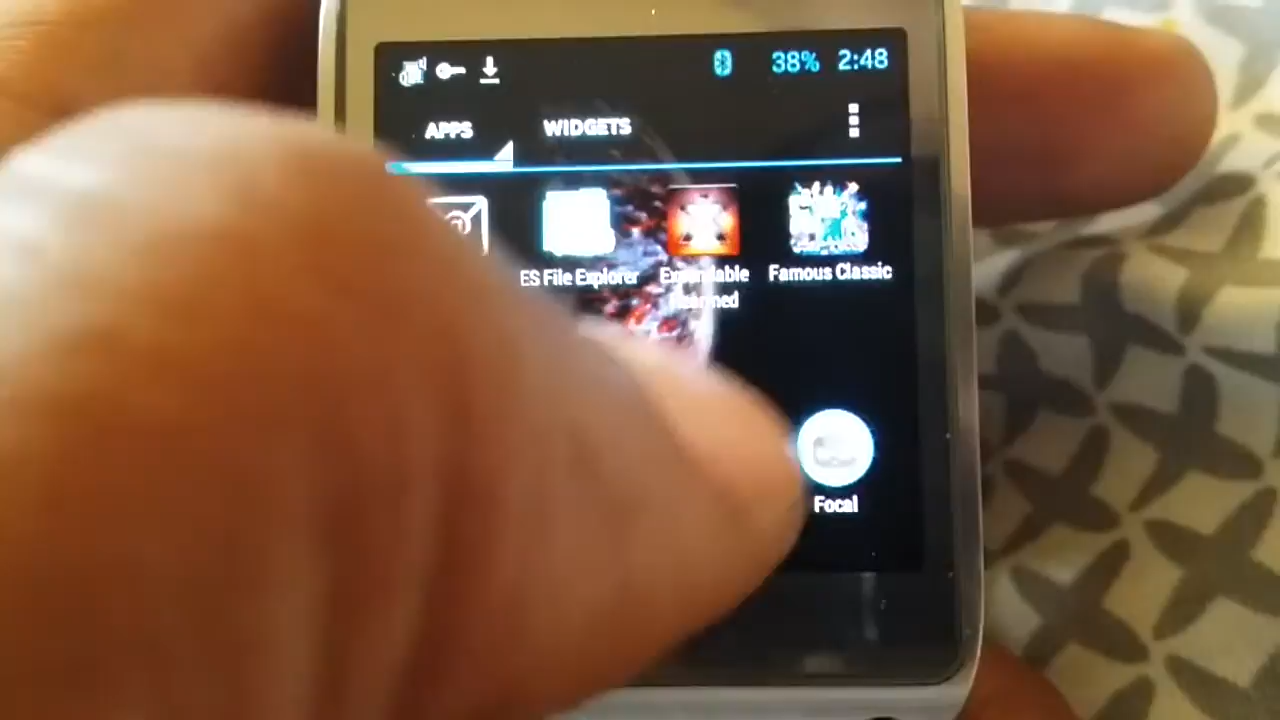 38% 2:48
APPS WIDGETS
ES File Explorer
Famous Classic
Focal